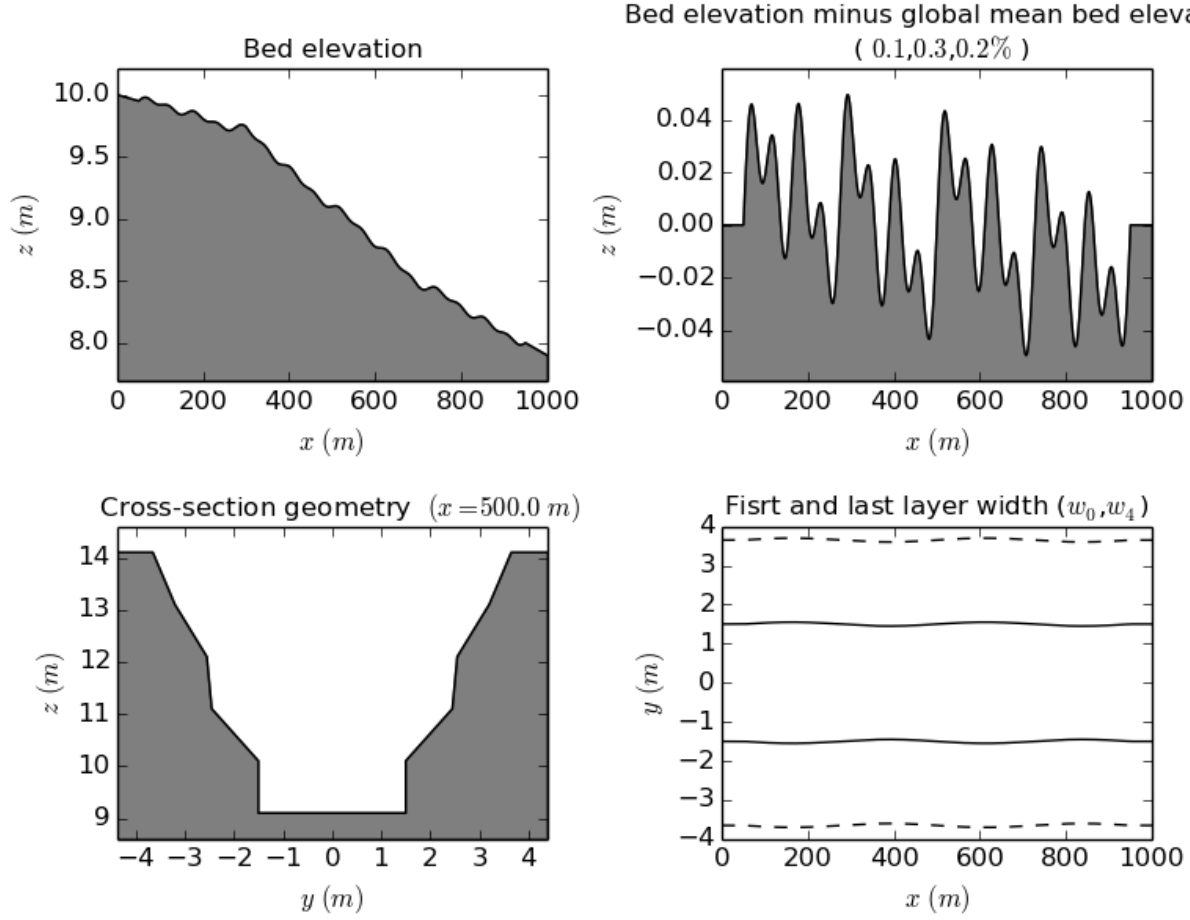 Bed elevation
10.0
9.5
9.0
8.5
8.0
z (m)
0 200 400 600 800 1000
x (m)
Bed elevation minus global mean bed eleva
( 0.1,0.3,0.2% )
0.04
0.02
0.00
−0.02
−0.04
z (m)
0 200 400 600 800 1000
x (m)
Cross-section geometry (x=500.0 m)
14
13
12
11
10
9
z (m)
−4 −3 −2 −1 0 1 2 3 4
y (m)
Fisrt and last layer width (w₀,w₄)
4
3
2
1
0
−1
−2
−3
−4
y (m)
0 200 400 600 800 1000
x (m)